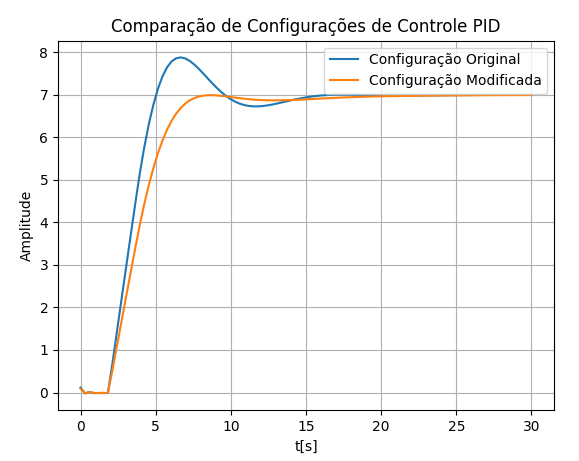 Comparação de Configurações de Controle PID
Configuração Original
Configuração Modificada
Amplitude
8
7
6
5
4
3
2
1
0
0 5 10 15 20 25 30
t[s]